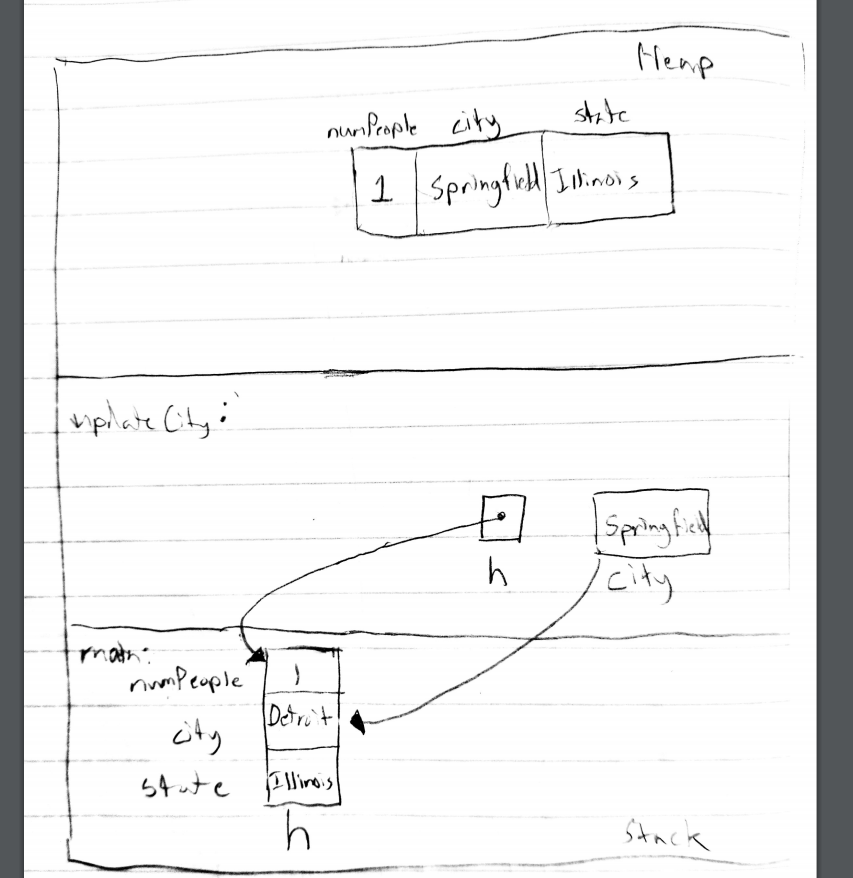 Heap
numPeople city state
1 Springfield Illinois
updateCity:
Springfield
h city
main:
numPeople 1
city Detroit
state Illinois
h
Stack